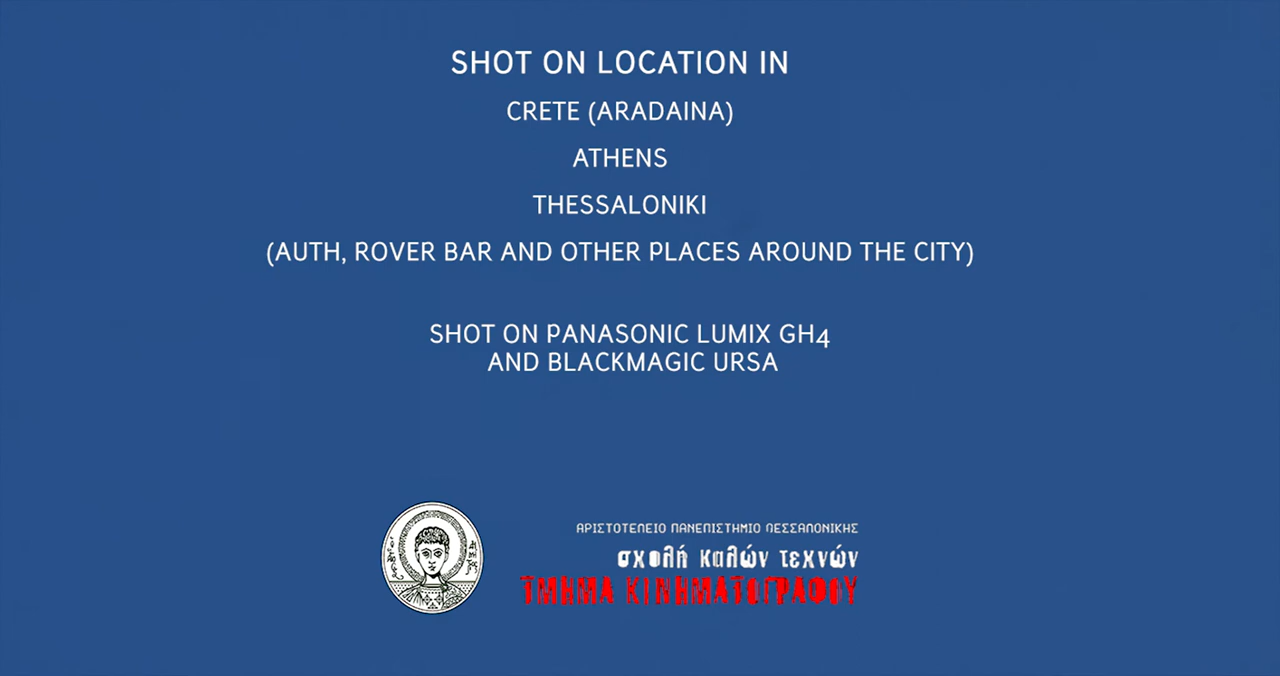 SHOT ON LOCATION IN
CRETE (ARADAINA)
ATHENS
THESSALONIKI
(AUTH, ROVER BAR AND OTHER PLACES AROUND THE CITY)
SHOT ON PANASONIC LUMIX GH4
AND BLACKMAGIC URSA
ΑΡΙΣΤΟΤΕΛΕΙΟ ΠΑΝΕΠΙΣΤΗΜΙΟ ΘΕΣΣΑΛΟΝΙΚΗΣ
σχολή καλών τεχνών
ΤΜΗΜΑ ΚΙΝΗΜΑΤΟΓΡΑΦΟΥ